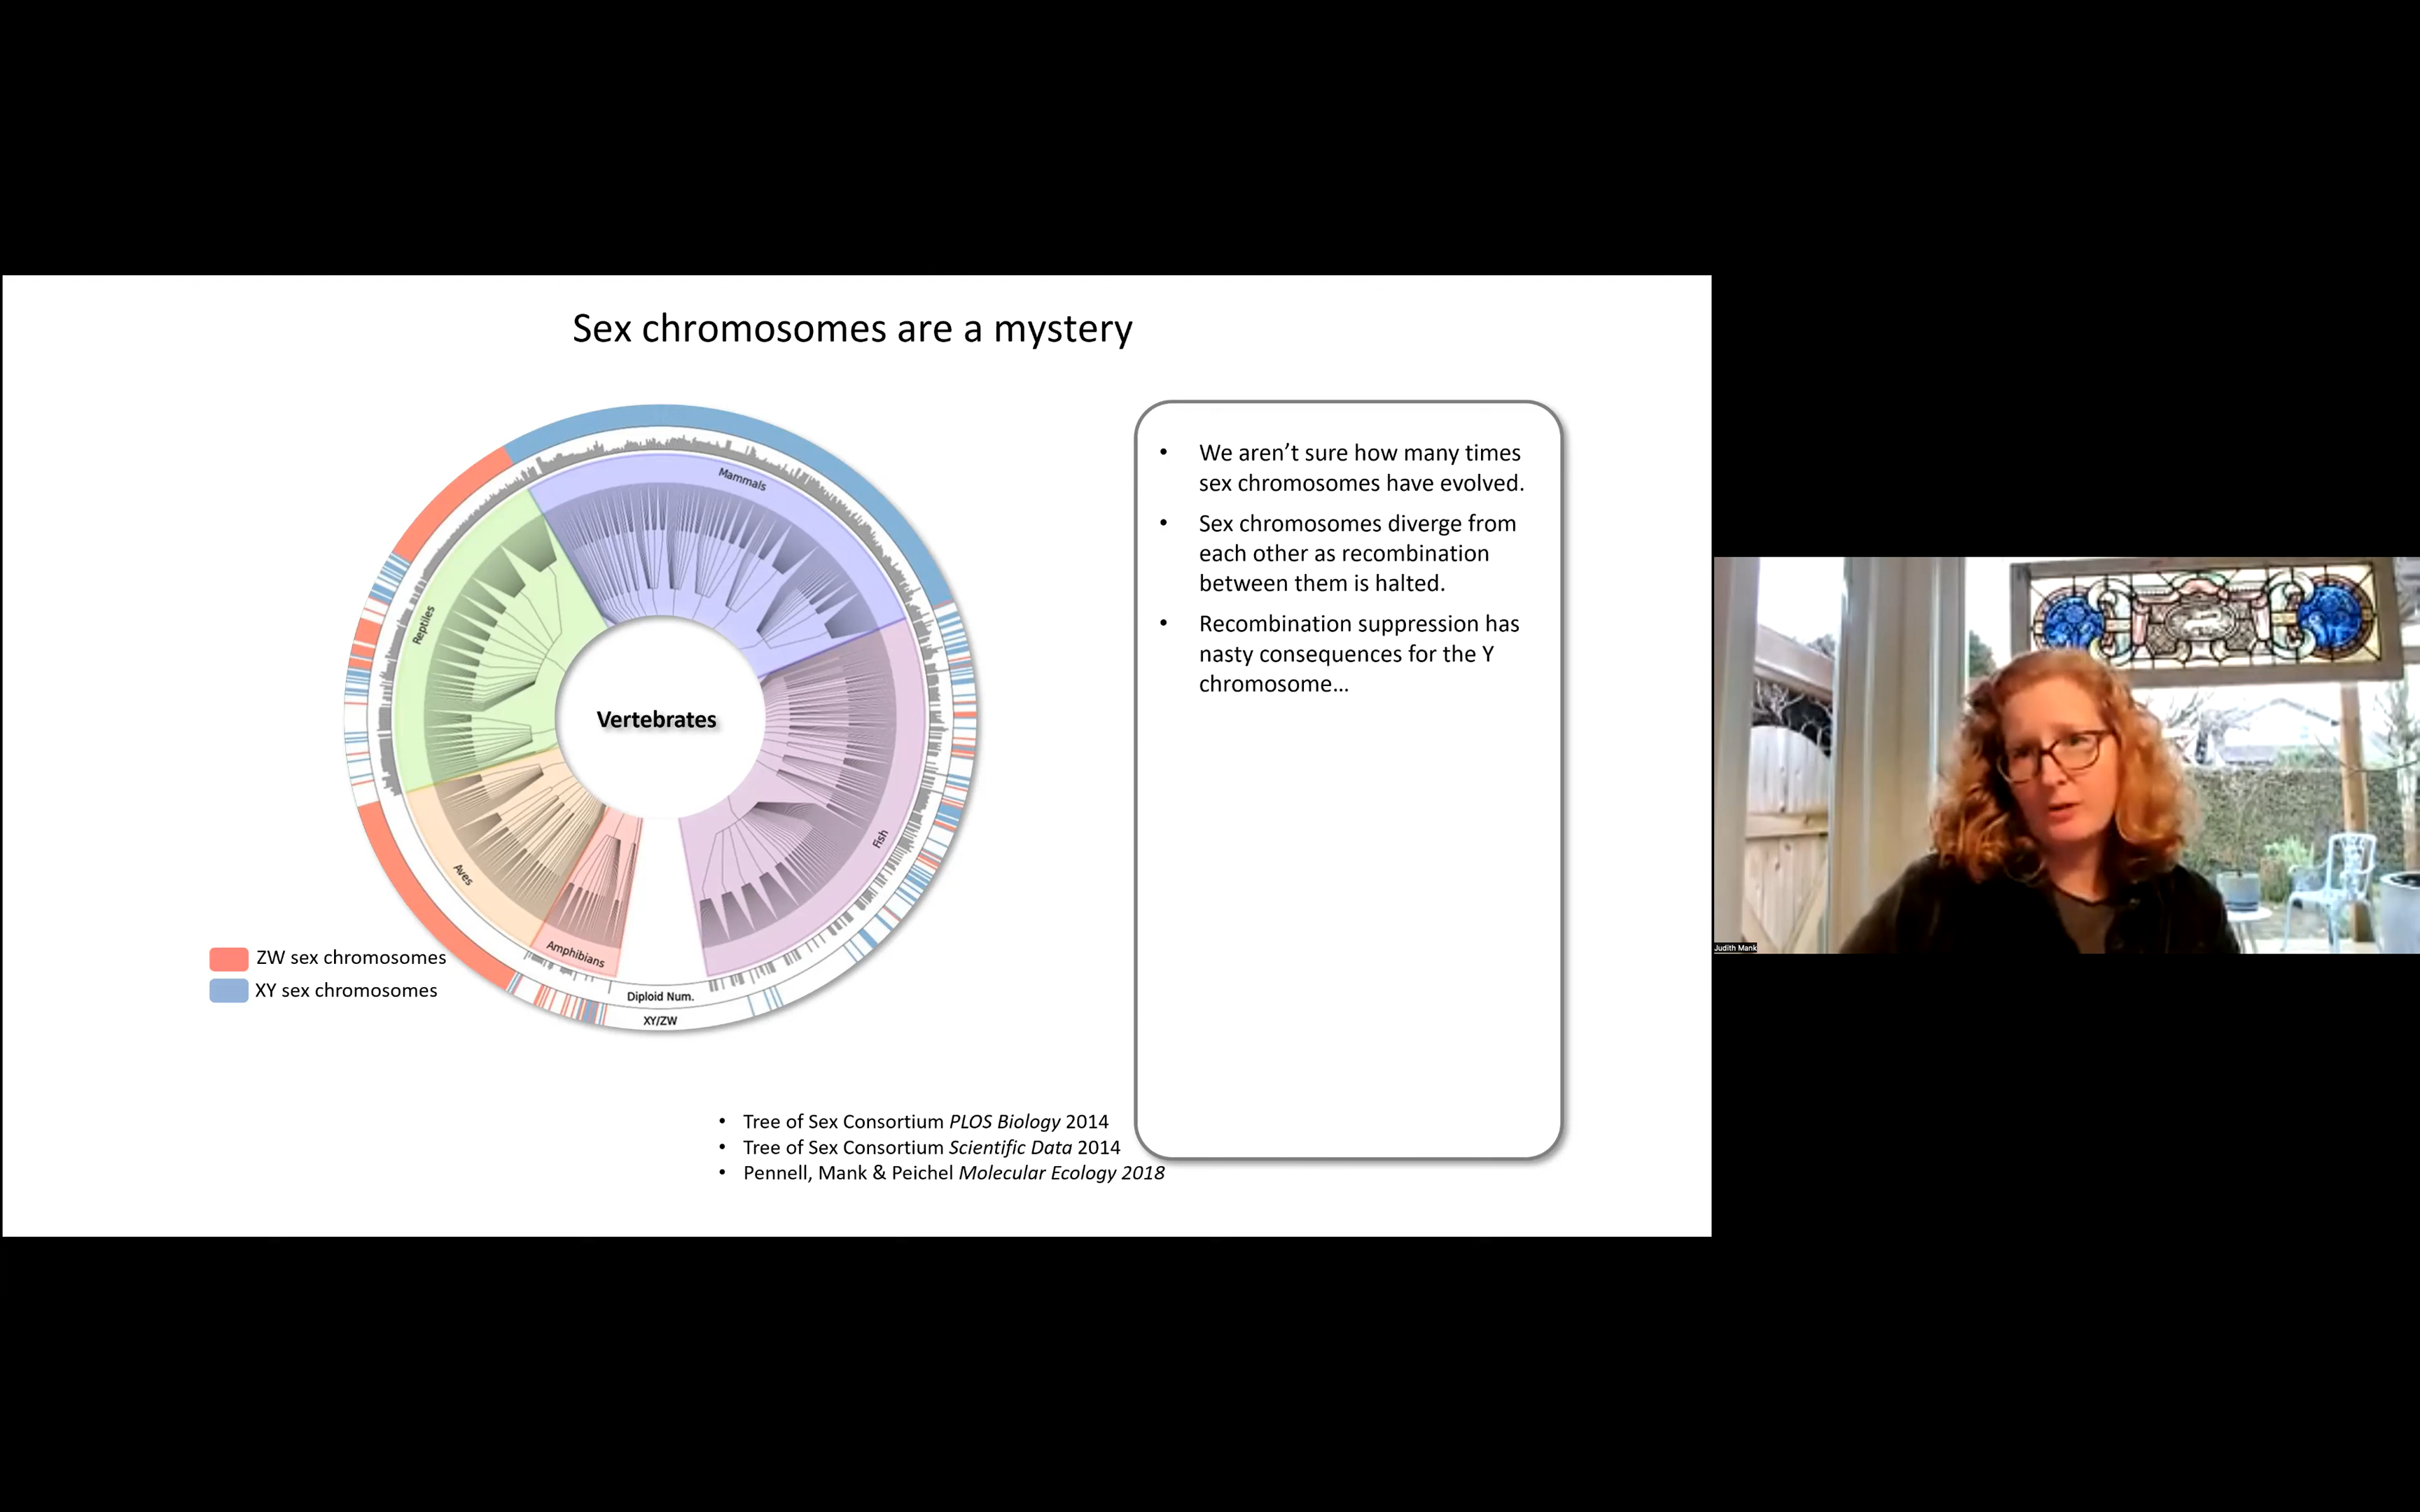 Sex chromosomes are a mystery
Mammals
Reptiles
Vertebrates
Fish
Aves
Amphibians
Diploid Num.
XY/ZW
ZW sex chromosomes
XY sex chromosomes
• We aren’t sure how many times
sex chromosomes have evolved.
• Sex chromosomes diverge from
each other as recombination
between them is halted.
• Recombination suppression has
nasty consequences for the Y
chromosome...
• Tree of Sex Consortium PLOS Biology 2014
• Tree of Sex Consortium Scientific Data 2014
• Pennell, Mank & Peichel Molecular Ecology 2018
Judith Mank